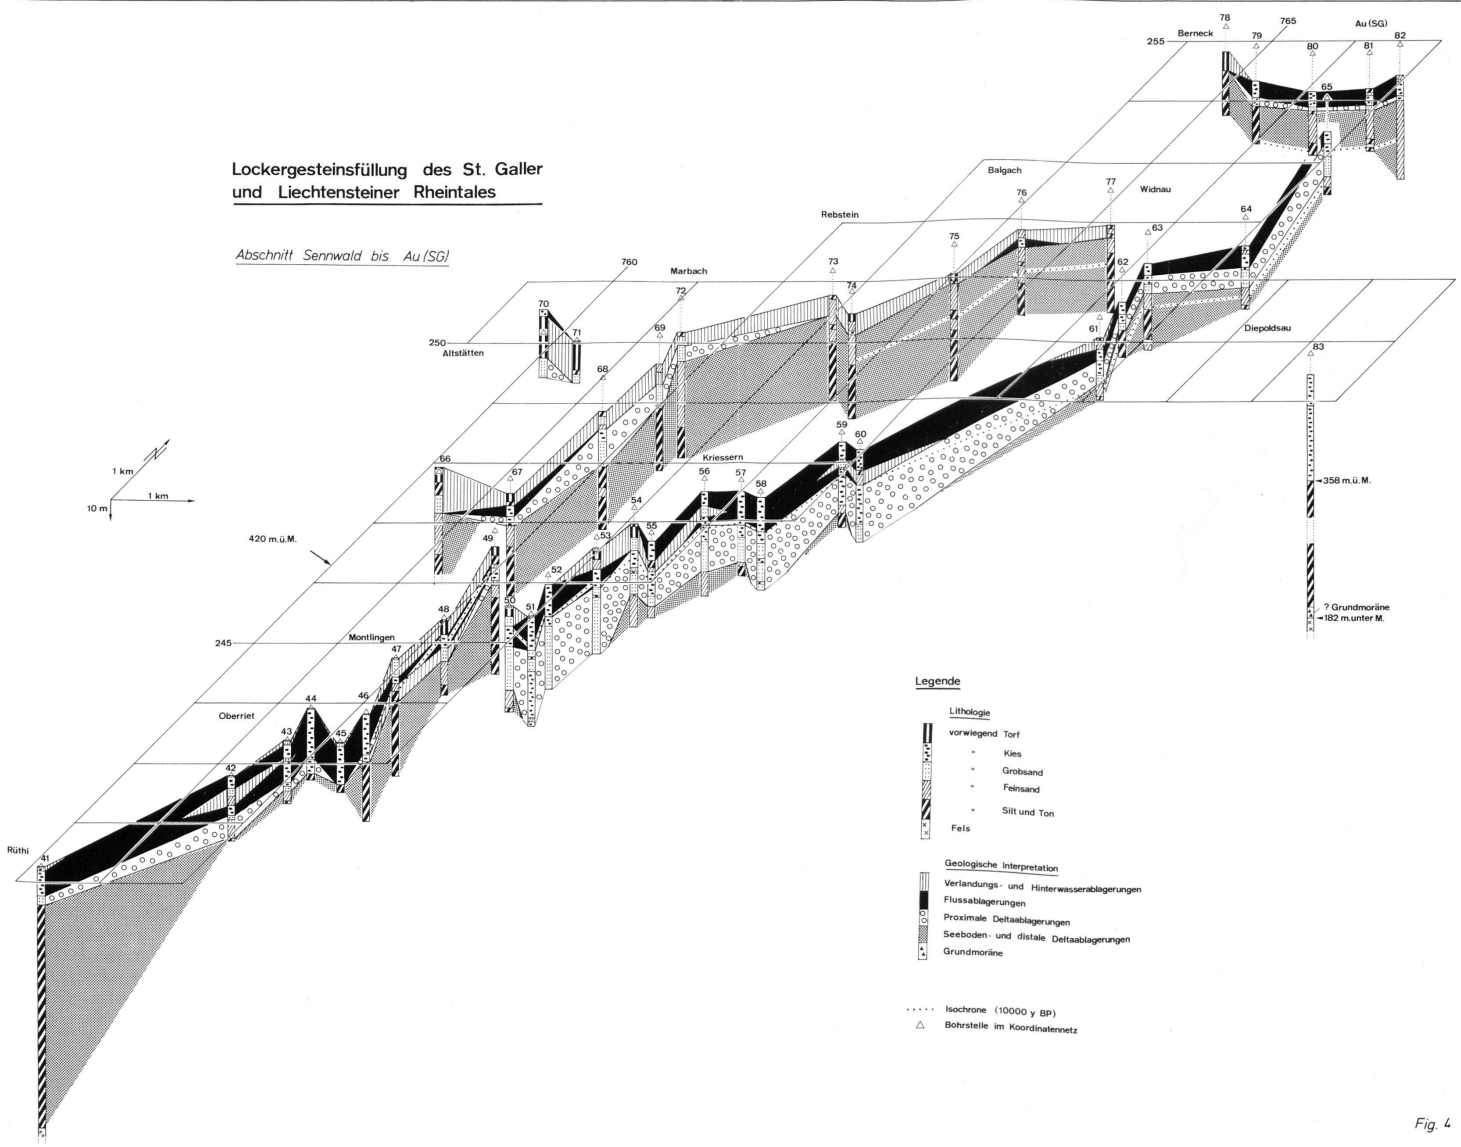 78
765
Au (SG)
255
Berneck
79
80
81
82
65
Lockergesteinsfüllung des St. Galler
und Liechtensteiner Rheintales
Abschnitt Sennwald bis Au (SG)
Balgach
Widnau
76
77
Rebstein
75
63
64
62
760
Marbach
73
74
72
70
71
69
250
Altstätten
61
Diepoldsau
83
68
1 km
1 km
10 m
66
67
Kriessern
59
60
56
57
58
358 m.ü.M.
420 m.ü.M.
49
54
55
53
52
50
51
? Grundmoräne
182 m.unter M.
48
245
Montlingen
47
46
44
45
43
Oberriet
42
Rüthi
41
Legende
Lithologie
vorwiegend Torf
" Kies
" Grobsand
" Feinsand
" Silt und Ton
Fels
Geologische Interpretation
Verlandungs- und Hinterwasserablagerungen
Flussablagerungen
Proximale Deltaablagerungen
Seeboden- und distale Deltaablagerungen
Grundmoräne
Isochrone (10000 y BP)
Bohrstelle im Koordinatennetz
Fig. 4